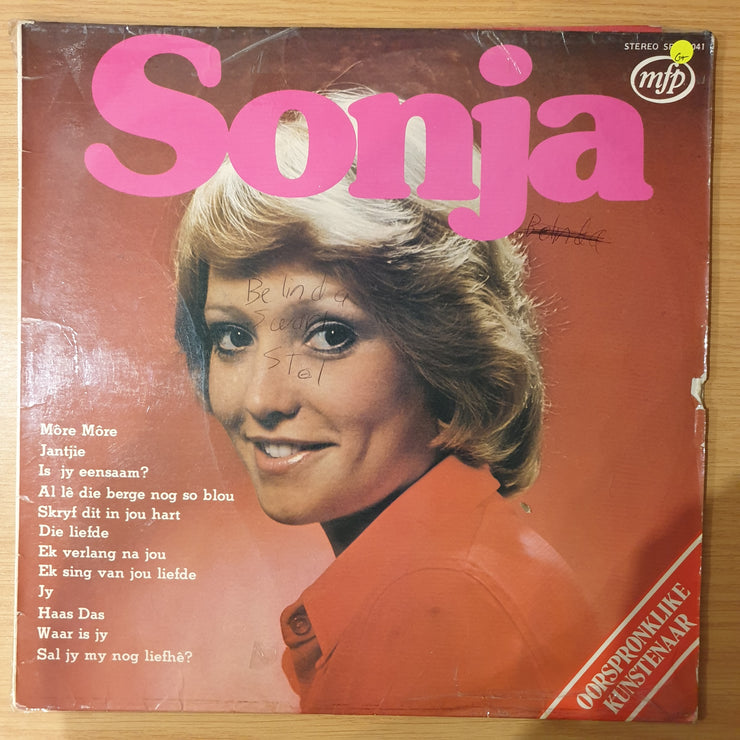 STEREO
041
G+
mfp
Sonja
Belinda
Belinda
Môre Môre
Jantjie
Is jy eensaam?
Al lê die berge nog so blou
Skryf dit in jou hart
Die liefde
Ek verlang na jou
Ek sing van jou liefde
Jy
Haas Das
Waar is jy
Sal jy my nog liefhê?
OORSPRONKLIKE
KUNSTENAAR